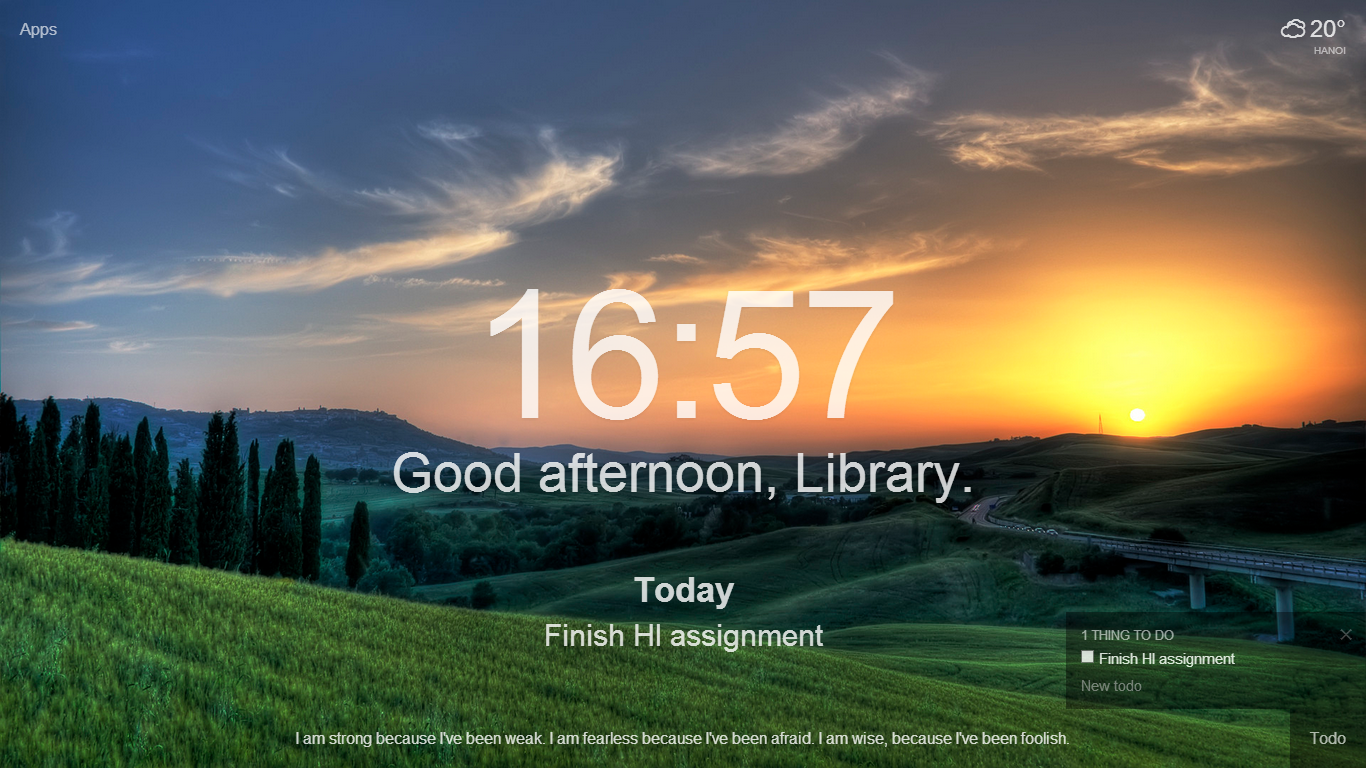 Apps
20°
HANOI
16:57
Good afternoon, Library.
Today
Finish HI assignment
1 THING TO DO
Finish HI assignment
New todo
I am strong because I've been weak. I am fearless because I've been afraid. I am wise, because I've been foolish.
Todo